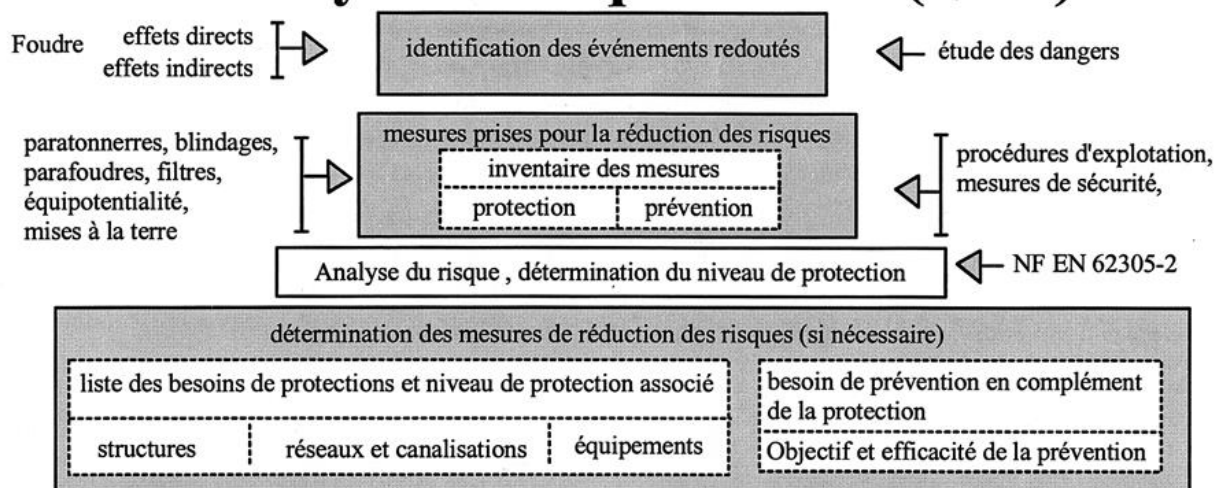 Foudre
effets directs
effets indirects
identification des événements redoutés
étude des dangers
paratonnerres, blindages,
parafoudres, filtres,
équipotentialité,
mises à la terre
mesures prises pour la réduction des risques
inventaire des mesures
protection
prévention
procédures d'explotation,
mesures de sécurité,
Analyse du risque , détermination du niveau de protection
NF EN 62305-2
détermination des mesures de réduction des risques (si nécessaire)
liste des besoins de protections et niveau de protection associé
structures
réseaux et canalisations
équipements
besoin de prévention en complément
de la protection
Objectif et efficacité de la prévention